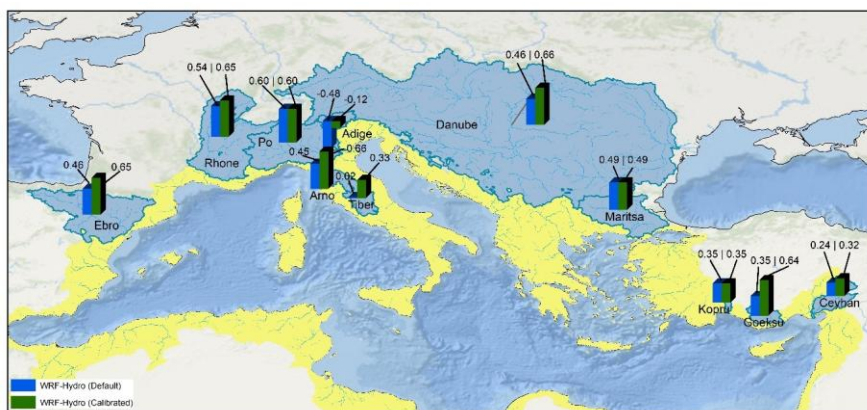 0.46 | 0.66
0.54 | 0.65
0.60 | 0.60
-0.48
-0.12
Adige
Danube
Po
Rhone
0.45
0.66
0.46
0.65
0.02
0.33
0.49 | 0.49
Arno
Tiber
Maritsa
Ebro
0.35 | 0.35
0.35 | 0.64
0.24 | 0.32
Kopru
Goeksu
Ceyhan
WRF-Hydro (Default)
WRF-Hydro (Calibrated)